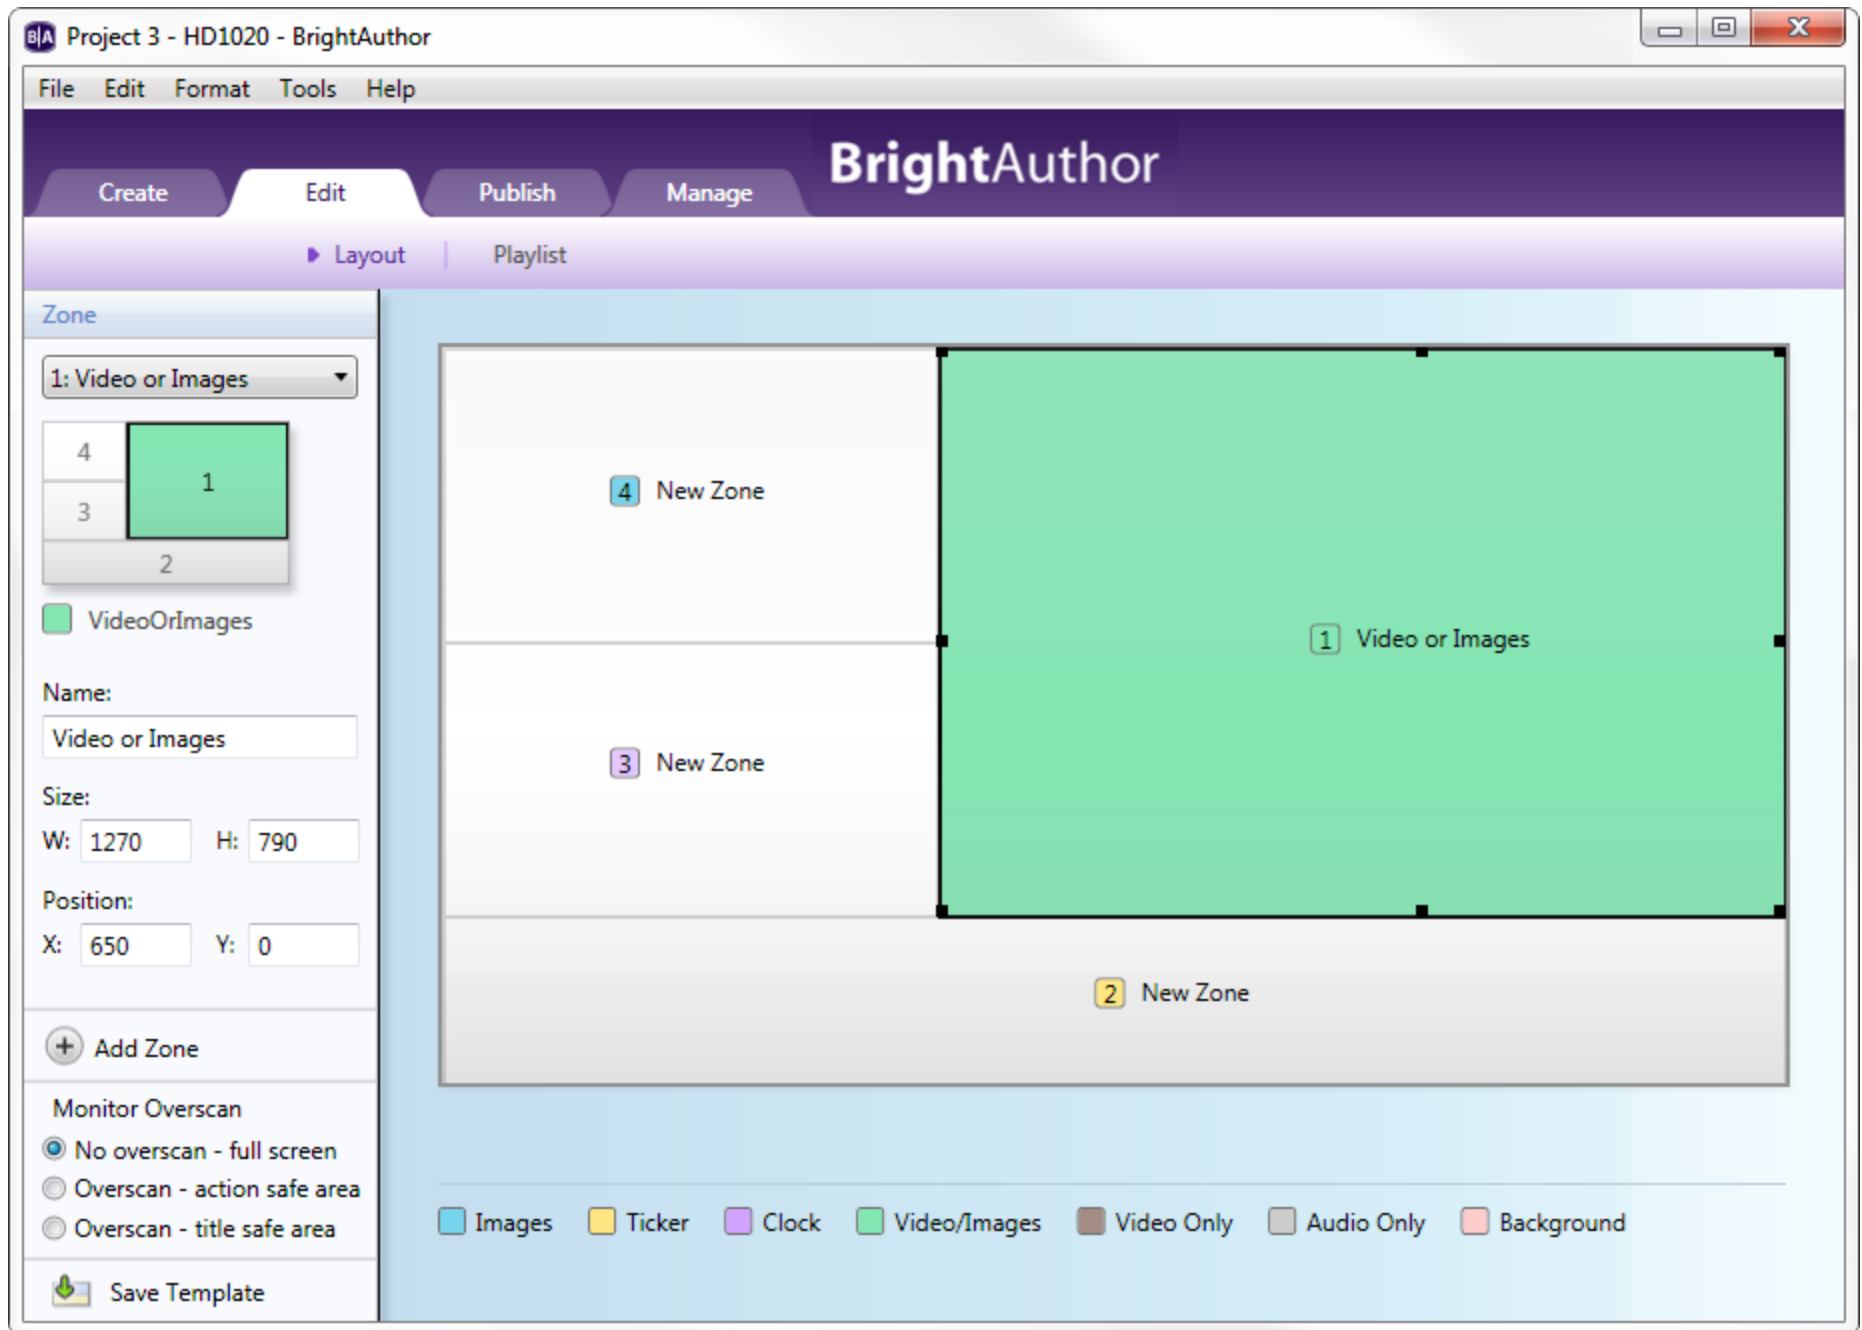 B|A Project 3 - HD1020 - BrightAuthor
File Edit Format Tools Help
BrightAuthor
Create Edit Publish Manage
Layout Playlist
Zone
1: Video or Images
4
1
3
2
VideoOrImages
Name:
Video or Images
Size:
W: 1270 H: 790
Position:
X: 650 Y: 0
Add Zone
Monitor Overscan
No overscan - full screen
Overscan - action safe area
Overscan - title safe area
Save Template
4 New Zone
1 Video or Images
3 New Zone
2 New Zone
Images Ticker Clock Video/Images Video Only Audio Only Background